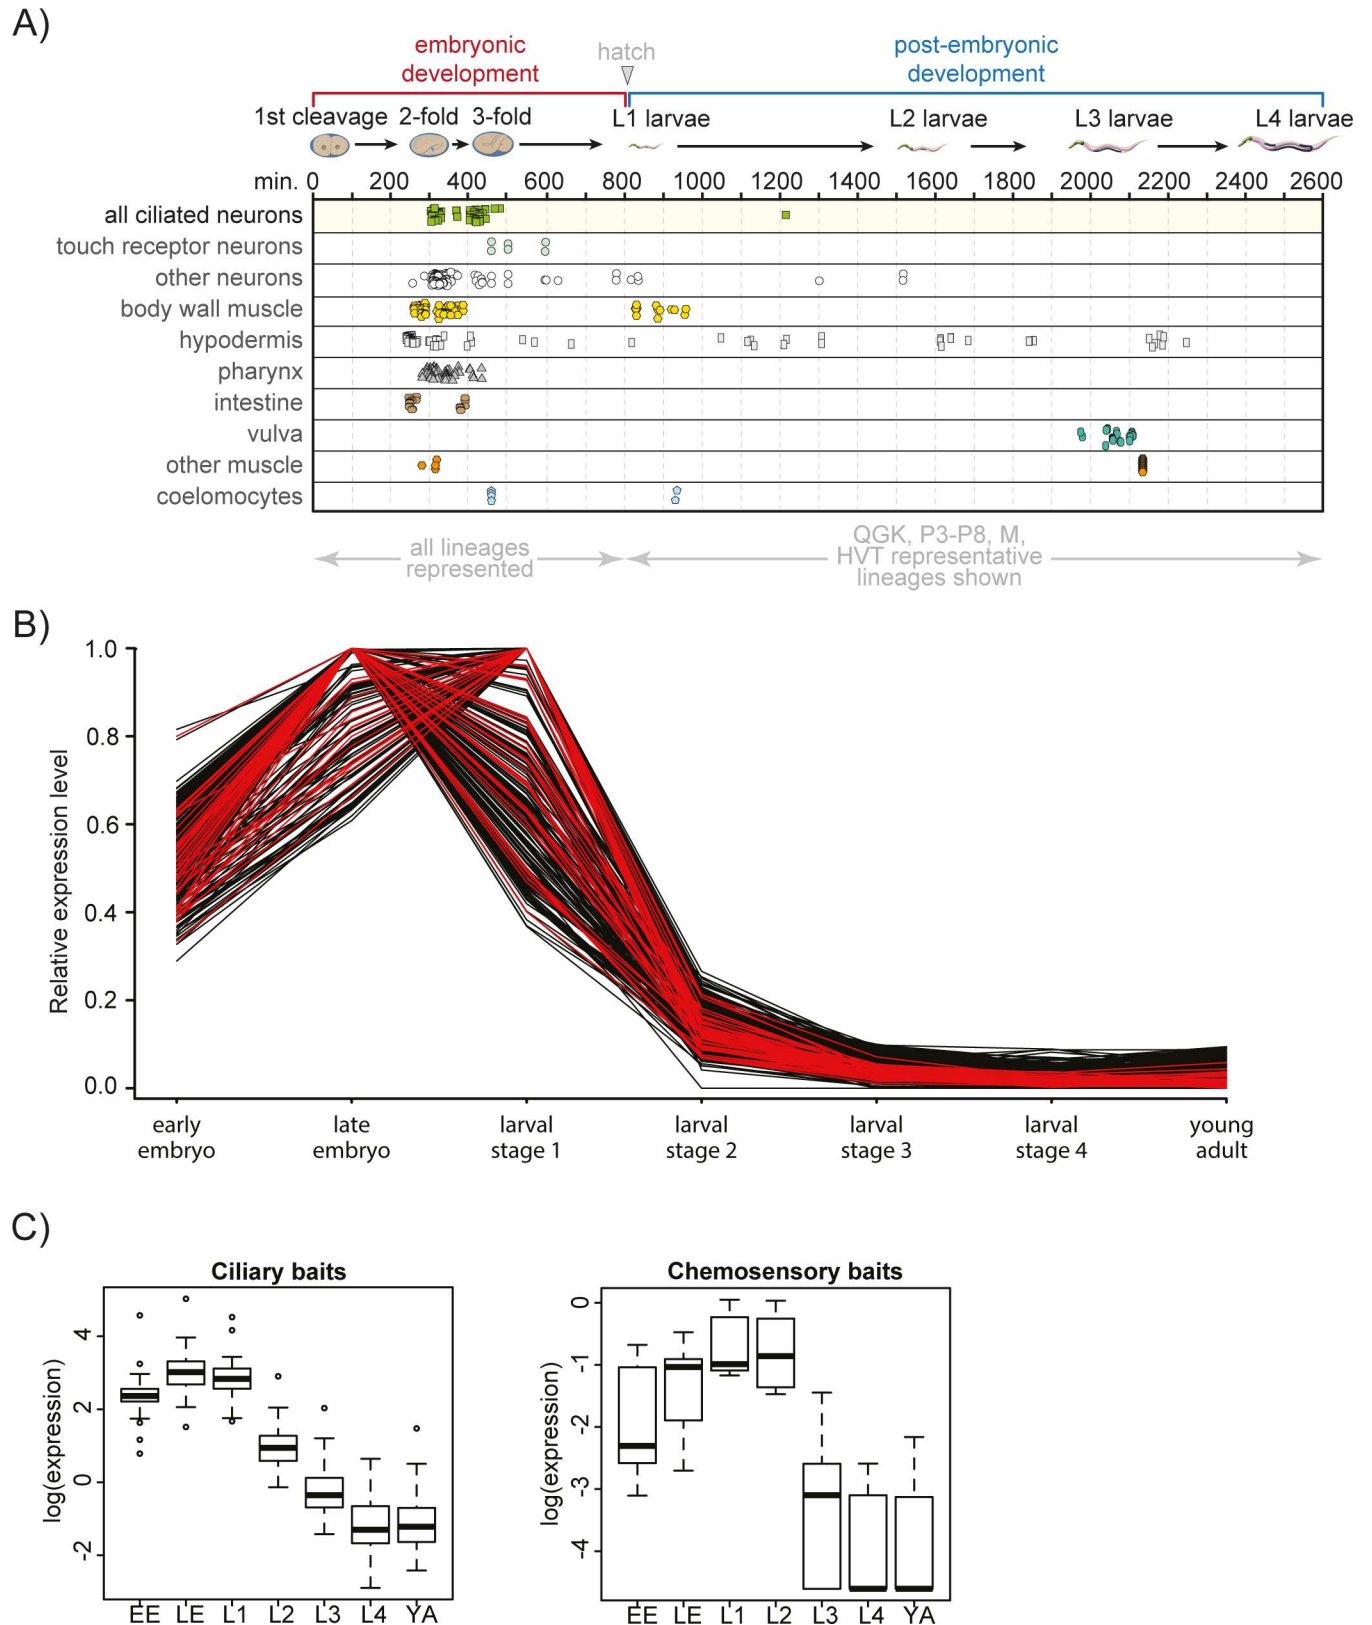 A)
embryonic
development
hatch
post-embyonic
development
1st cleavage 2-fold 3-fold L1 larvae L2 larvae L3 larvae L4 larvae
min. 0 200 400 600 800 1000 1200 1400 1600 1800 2000 2200 2400 2600
all ciliated neurons
touch receptor neurons
other neurons
body wall muscle
hypodermis
pharynx
intestine
vulva
other muscle
coelomocytes
all lineages
represented
QGK, P3-P8, M,
HVT representative
lineages shown
B)
Relative expression level
1.0
0.8
0.6
0.4
0.2
0.0
early
embryo
late
embryo
larval
stage 1
larval
stage 2
larval
stage 3
larval
stage 4
young
adult
C)
Ciliary baits
log(expression)
4
2
0
-2
EE LE L1 L2 L3 L4 YA
Chemosensory baits
log(expression)
0
-1
-2
-3
-4
EE LE L1 L2 L3 L4 YA